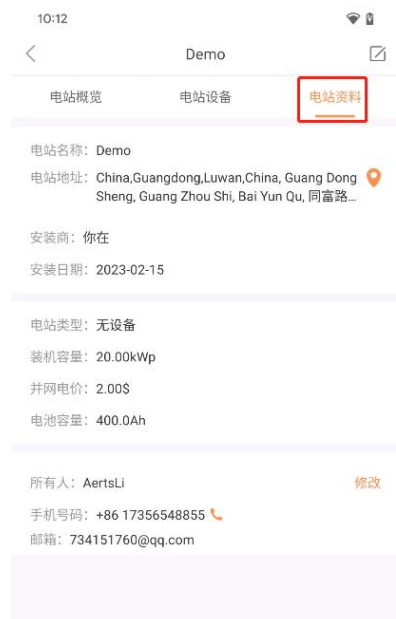 10:12
Demo
电站概览 电站设备 电站资料
电站名称：Demo
电站地址：China,Guangdong,Luwan,China, Guang Dong
Sheng, Guang Zhou Shi, Bai Yun Qu, 同富路...
安装商：你在
安装日期：2023-02-15
电站类型：无设备
装机容量：20.00kWp
并网电价：2.00$
电池容量：400.0Ah
所有人：AertsLi 修改
手机号码：+86 17356548855
邮箱：734151760@qq.com